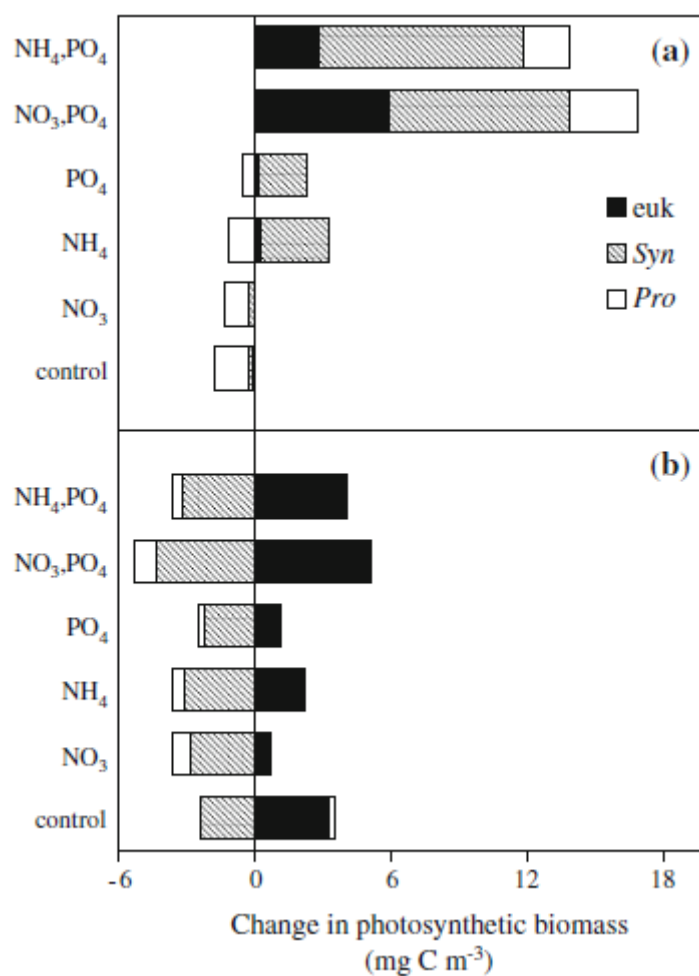 NH₄,PO₄
(a)
NO₃,PO₄
PO₄
euk
NH₄
Syn
NO₃
Pro
control
(b)
NH₄,PO₄
NO₃,PO₄
PO₄
NH₄
NO₃
control
-6 0 6 12 18
Change in photosynthetic biomass
(mg C m⁻³)